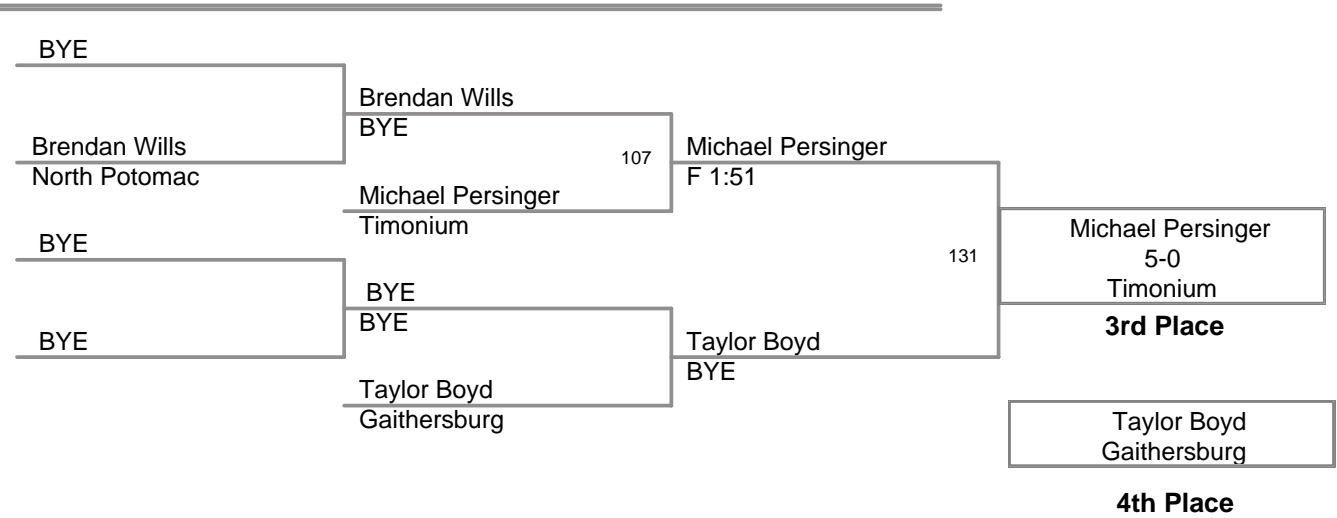 BYE
Brendan Wills
BYE
Brendan Wills
North Potomac
107
Michael Persinger
F 1:51
Michael Persinger
Timonium
BYE
131
Michael Persinger
5-0
Timonium
3rd Place
BYE
BYE
BYE
Taylor Boyd
BYE
Taylor Boyd
Gaithersburg
Taylor Boyd
Gaithersburg
4th Place